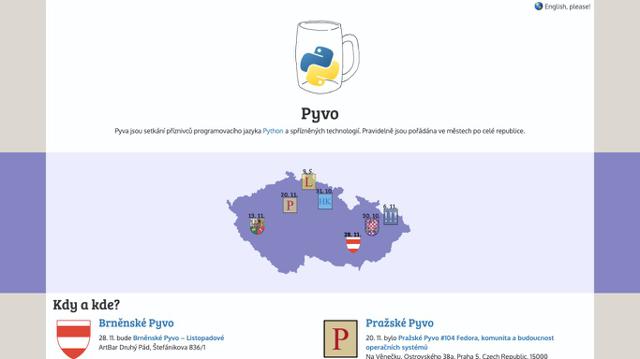 English, please!
Pyvo
Pyva jsou setkání příznivců programovacího jazyka Python a spřízněných technologií. Pravidelně jsou pořádána ve městech po celé republice.
9. 5.
L
20. 11.
P
31. 10.
HK
13. 11.
30. 10.
6. 11.
28. 11.
Kdy a kde?
Brněnské Pyvo
28. 11. bude Brněnské Pyvo – Listopadové
ArtBar Druhý Pád, Štefánikova 836/1
P
Pražské Pyvo
20. 11. bylo Pražské Pyvo #104 Fedora, komunita a budoucnost
operačních systémů
Na Věnečku, Ostrovského 38a, Praha 5, Czech Republic, 15000